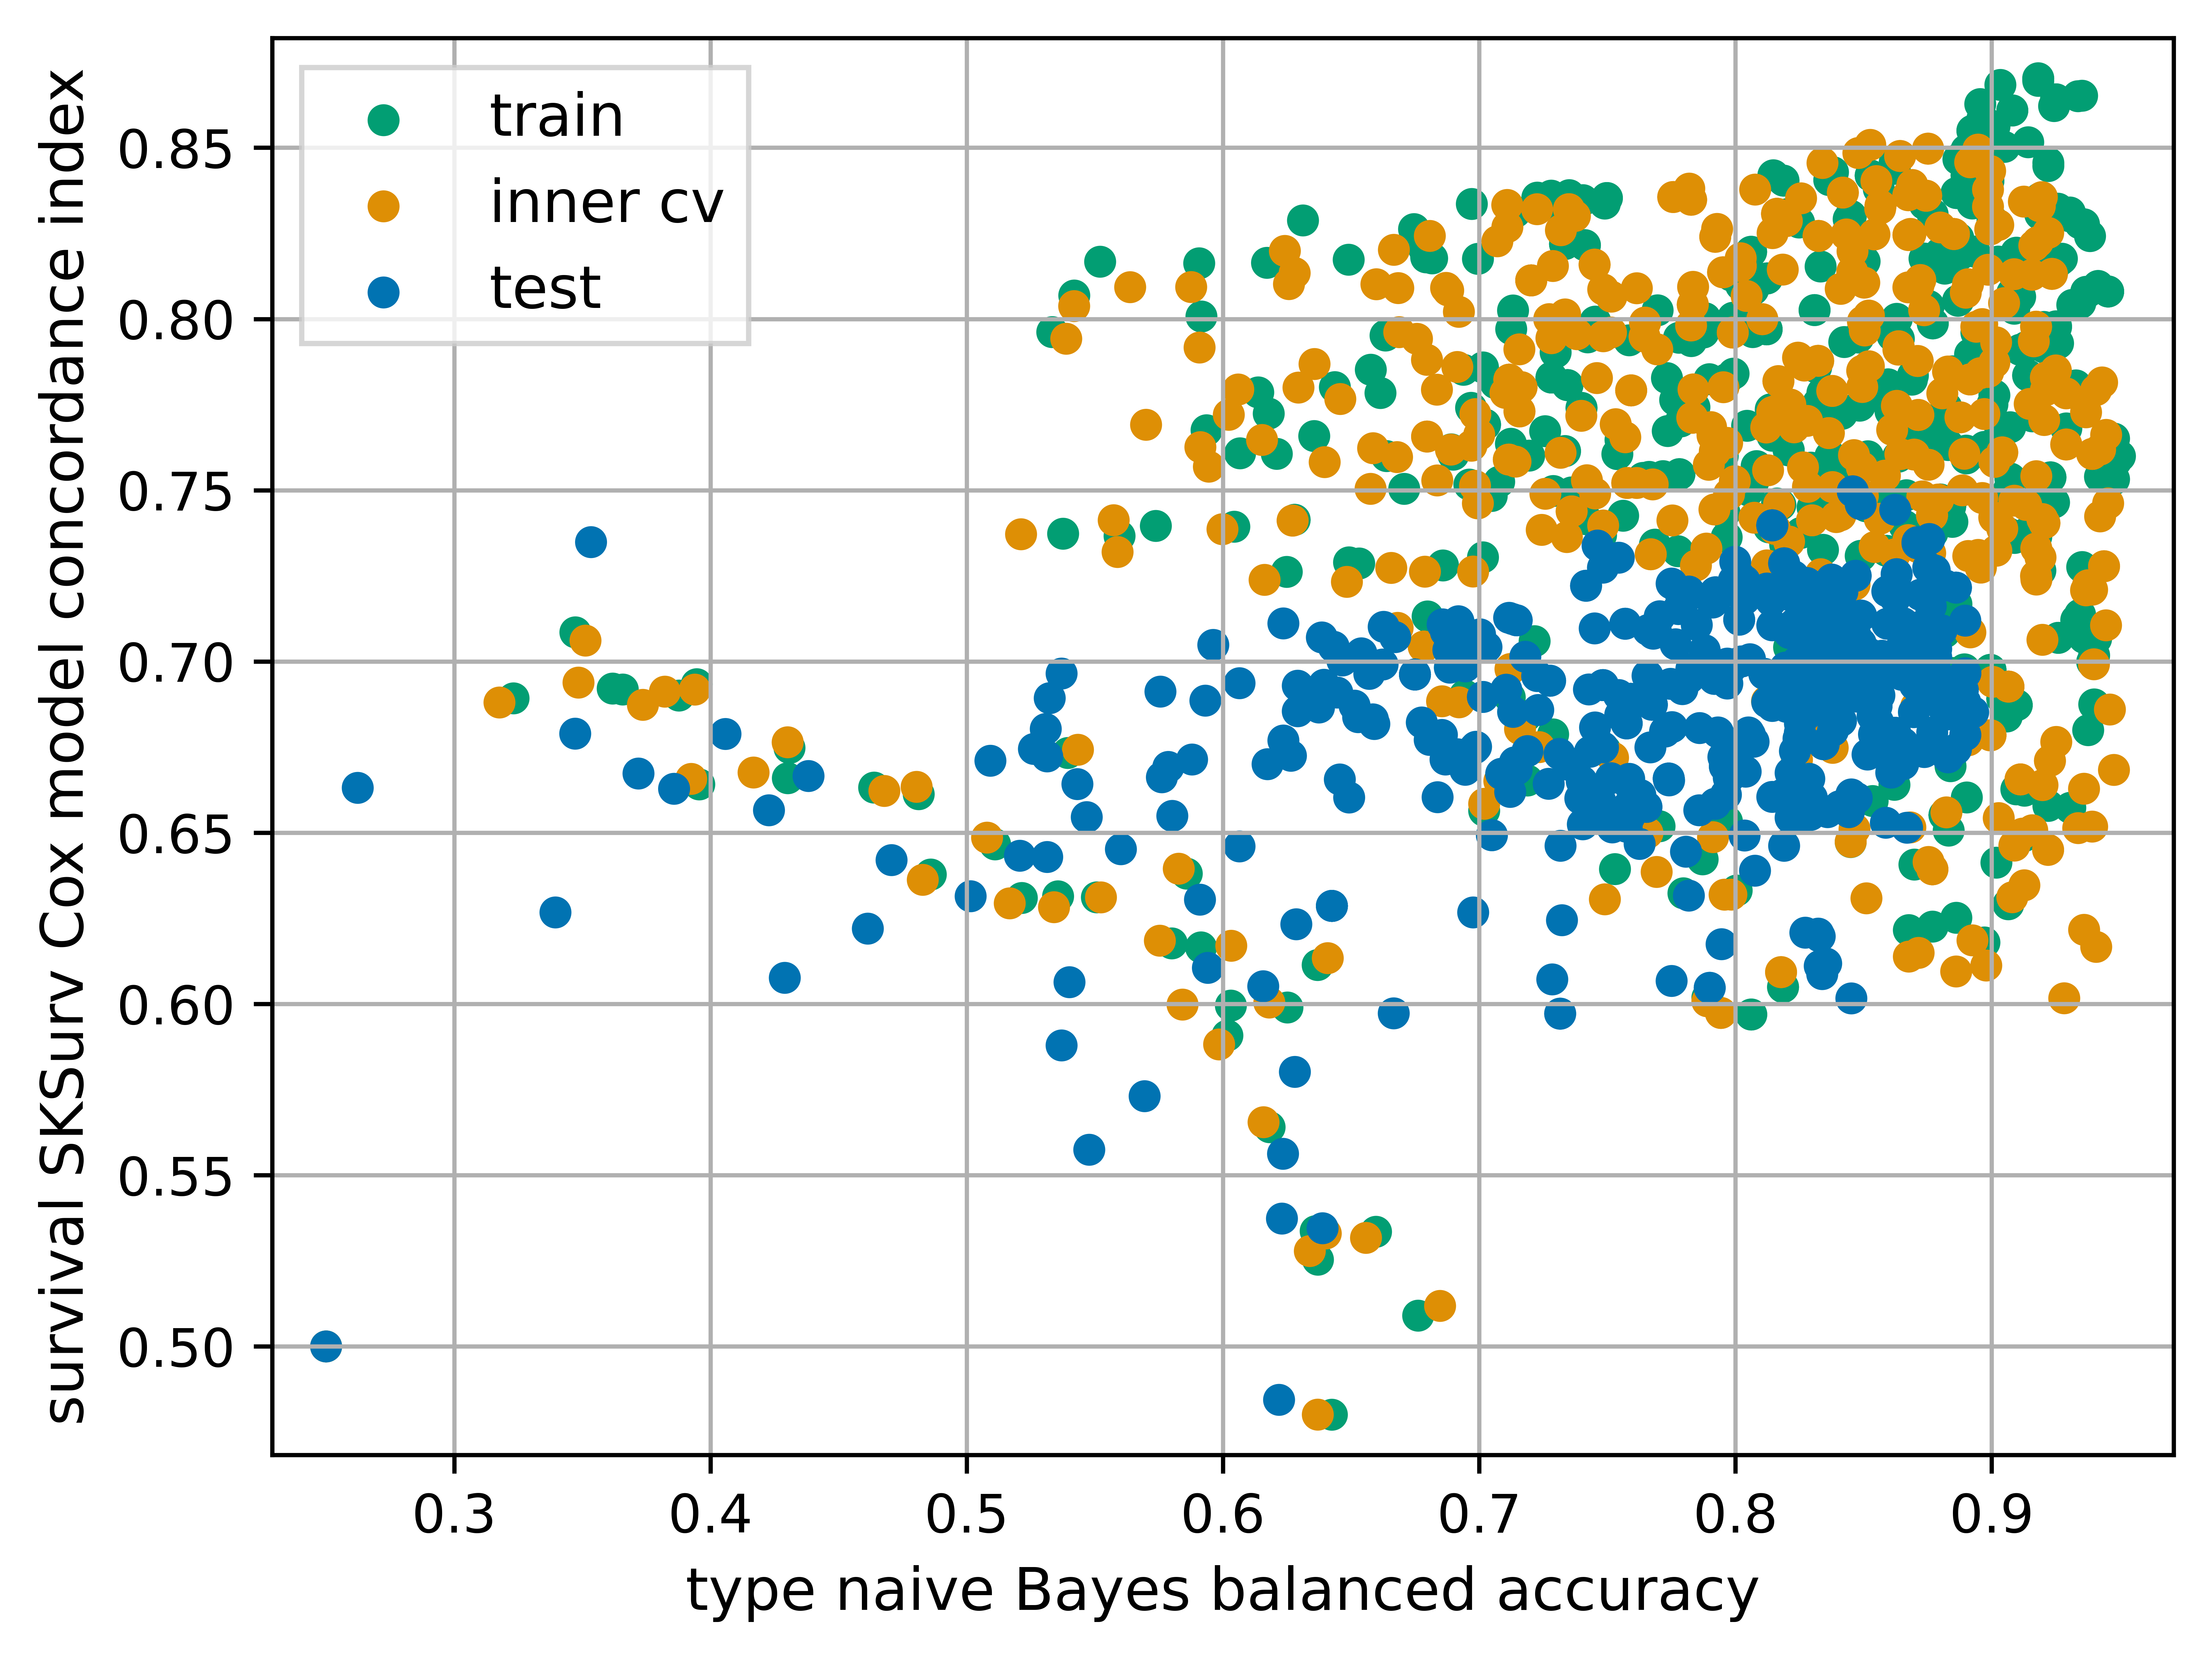 train
inner cv
test
survival SKSurv Cox model concordance index
0.85
0.80
0.75
0.70
0.65
0.60
0.55
0.50
0.3 0.4 0.5 0.6 0.7 0.8 0.9
type naive Bayes balanced accuracy